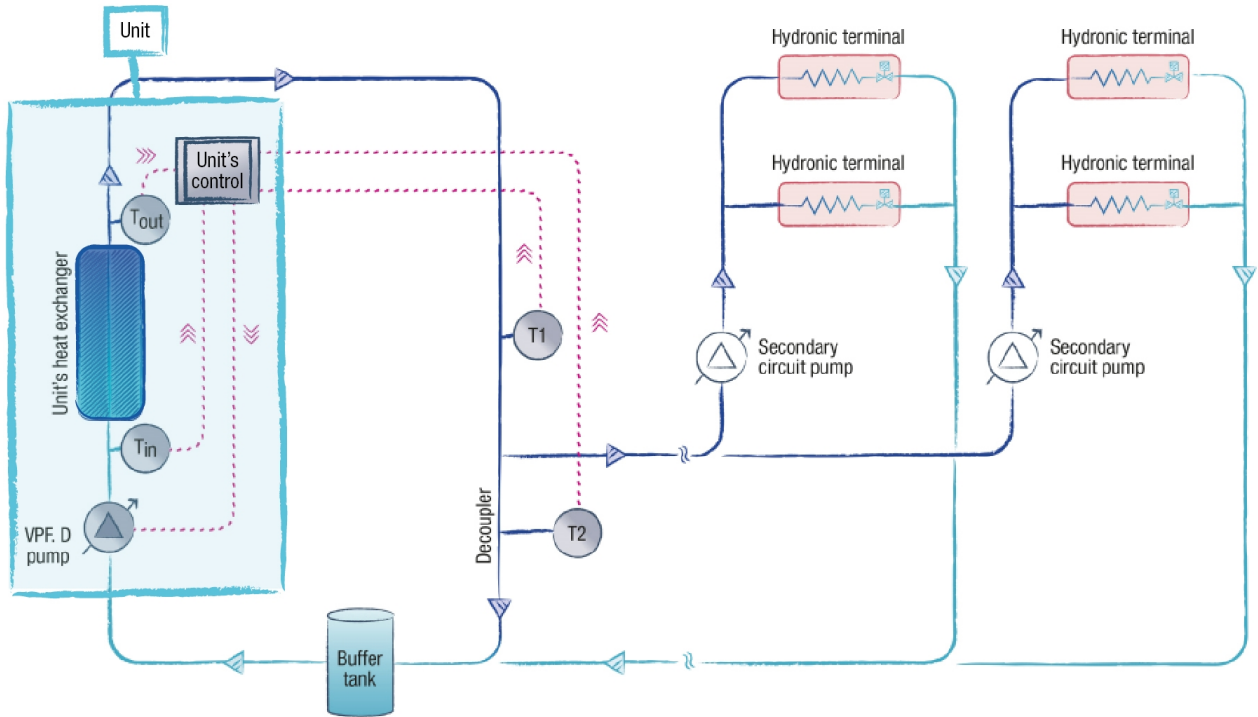 Unit
Hydronic terminal
Hydronic terminal
Unit's
control
Hydronic terminal
Hydronic terminal
Tout
Unit's heat exchanger
T1
Secondary
circuit pump
Secondary
circuit pump
Tin
Decoupler
VPF. D
pump
T2
Buffer
tank